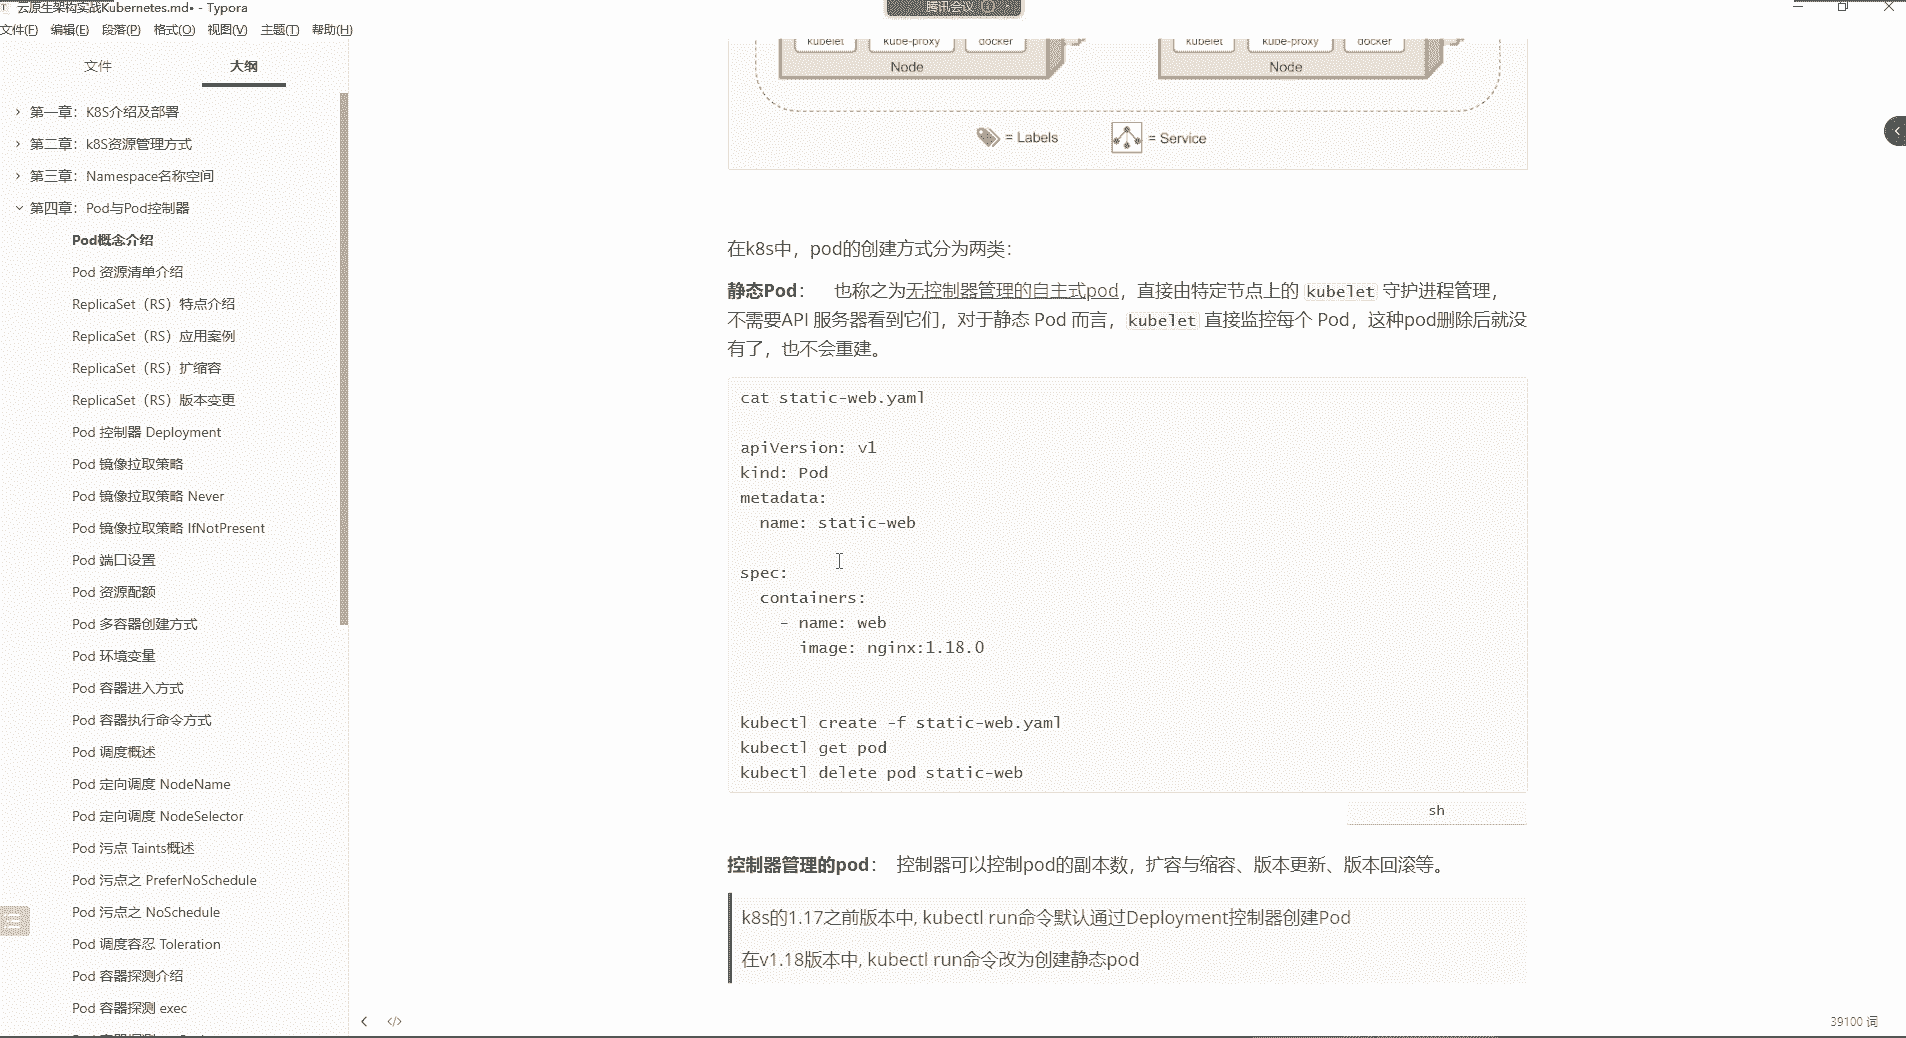 云原生架构实战Kubernetes.md• - Typora
腾讯会议
文件(F) 编辑(E) 段落(P) 格式(O) 视图(V) 主题(T) 帮助(H)
文件 大纲
第一章：K8S介绍及部署
第二章：k8S资源管理方式
第三章：Namespace名称空间
第四章：Pod与Pod控制器
Pod概念介绍
Pod 资源清单介绍
ReplicaSet（RS）特点介绍
ReplicaSet（RS）应用案例
ReplicaSet（RS）扩缩容
ReplicaSet（RS）版本变更
Pod 控制器 Deployment
Pod 镜像拉取策略
Pod 镜像拉取策略 Never
Pod 镜像拉取策略 IfNotPresent
Pod 端口设置
Pod 资源配额
Pod 多容器创建方式
Pod 环境变量
Pod 容器进入方式
Pod 容器执行命令方式
Pod 调度概述
Pod 定向调度 NodeName
Pod 定向调度 NodeSelector
Pod 污点 Taints概述
Pod 污点之 PreferNoSchedule
Pod 污点之 NoSchedule
Pod 调度容忍 Toleration
Pod 容器探测介绍
Pod 容器探测 exec
kubelet kube-proxy docker
Node
kubelet kube-proxy docker
Node
= Labels
= Service
在k8s中，pod的创建方式分为两类：
静态Pod： 也称之为无控制器管理的自主式pod，直接由特定节点上的 kubelet 守护进程管理，
不需要API 服务器看到它们，对于静态 Pod 而言，kubelet 直接监控每个 Pod，这种pod删除后就没
有了，也不会重建。
cat static-web.yaml
apiVersion: v1
kind: Pod
metadata:
name: static-web
spec:
containers:
- name: web
image: nginx:1.18.0
kubectl create -f static-web.yaml
kubectl get pod
kubectl delete pod static-web
sh
控制器管理的pod： 控制器可以控制pod的副本数，扩容与缩容、版本更新、版本回滚等。
k8s的1.17之前版本中, kubectl run命令默认通过Deployment控制器创建Pod
在v1.18版本中, kubectl run命令改为创建静态pod
39100 词